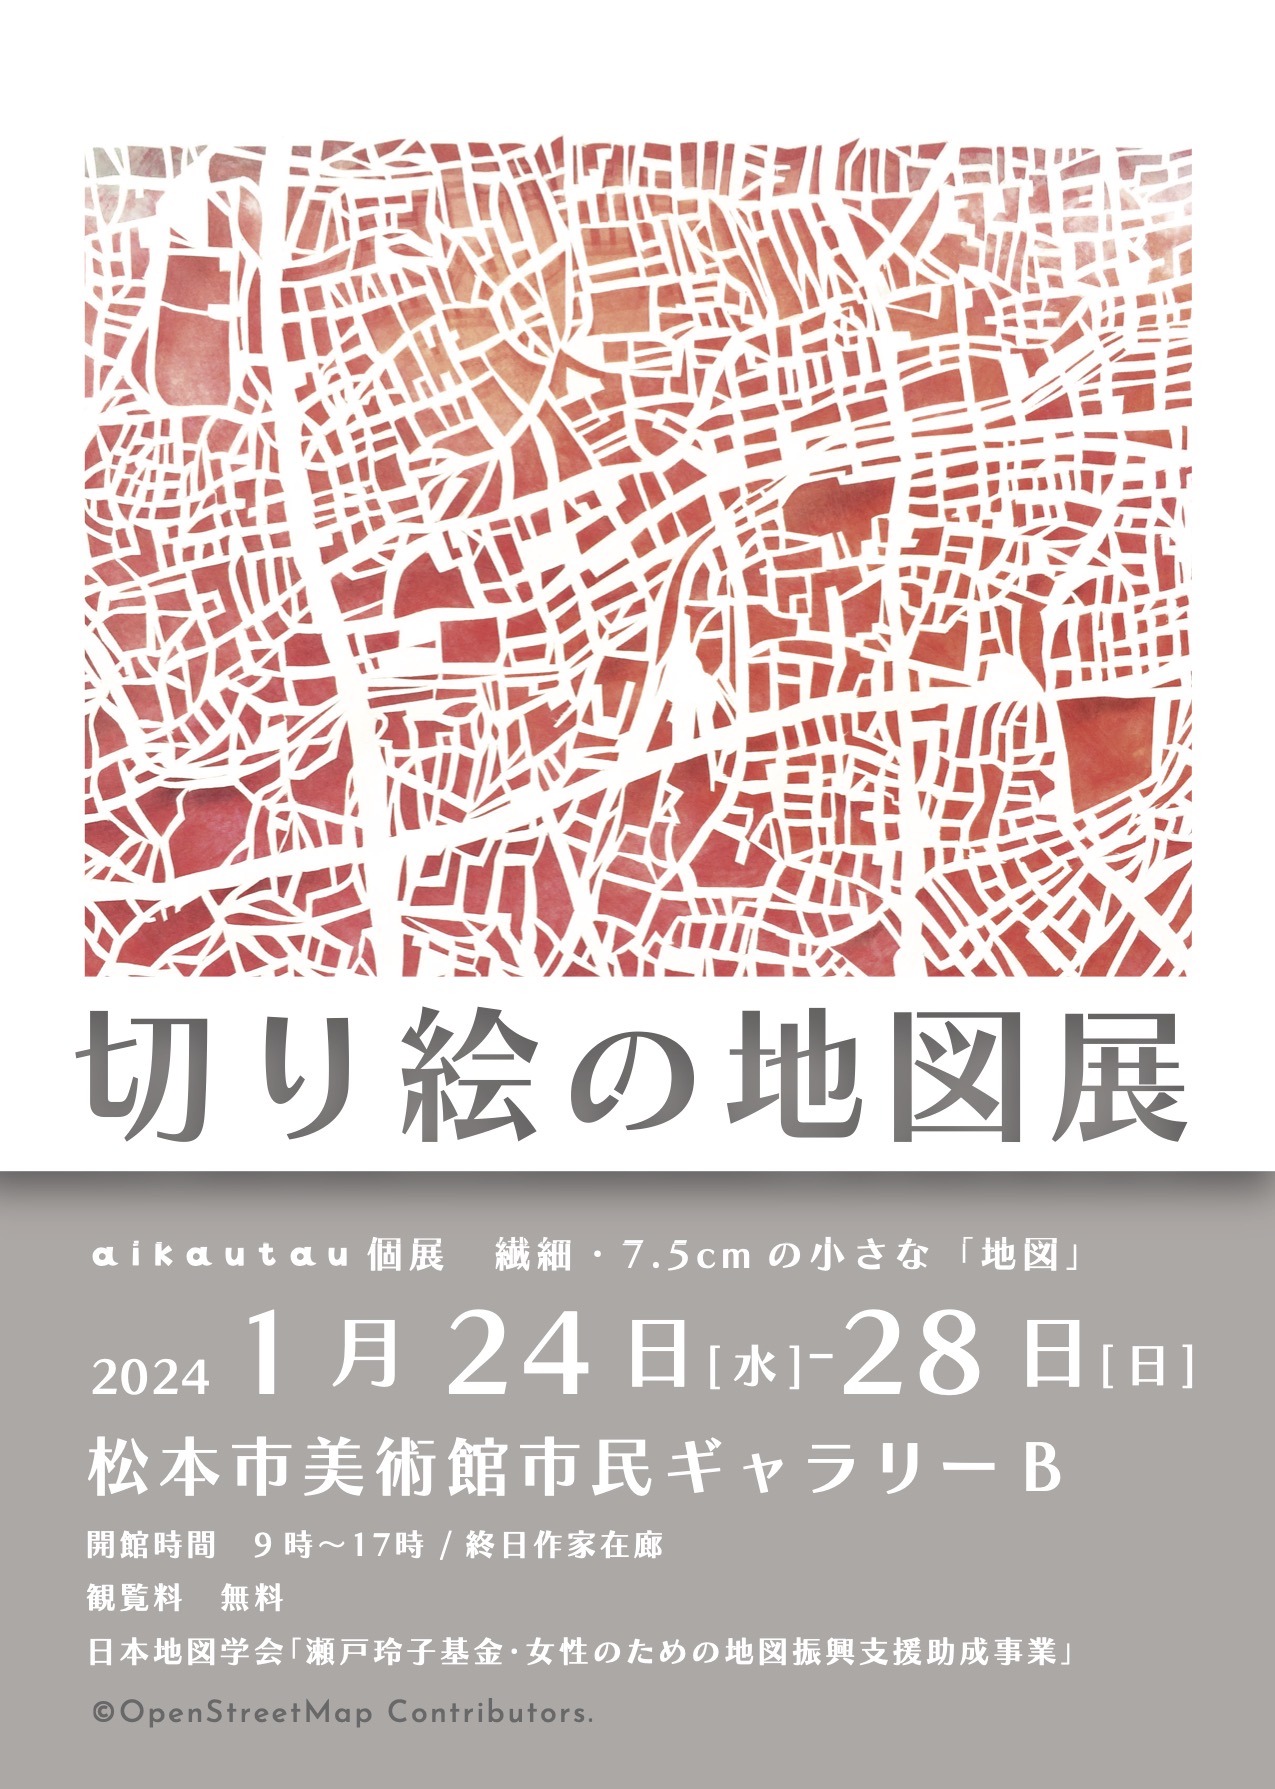 切り絵の地図展
aikautau 個展　繊細・7.5cmの小さな「地図」
2024 1月24日[水]-28日[日]
松本市美術館市民ギャラリーB
開館時間　9時〜17時 / 終日作家在廊
観覧料　無料
日本地図学会「瀬戸玲子基金・女性のための地図振興支援助成事業」
©OpenStreetMap Contributors.